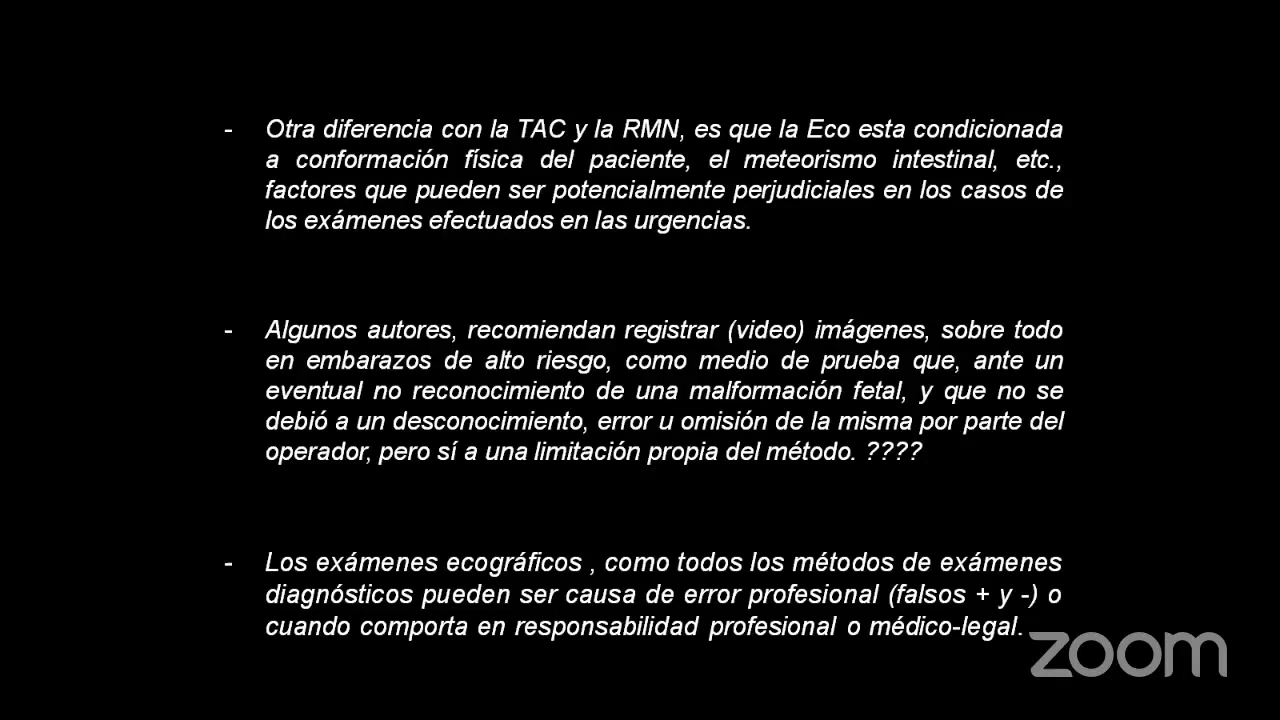 - Otra diferencia con la TAC y la RMN, es que la Eco esta condicionada
a conformación física del paciente, el meteorismo intestinal, etc.,
factores que pueden ser potencialmente perjudiciales en los casos de
los exámenes efectuados en las urgencias.
- Algunos autores, recomiendan registrar (video) imágenes, sobre todo
en embarazos de alto riesgo, como medio de prueba que, ante un
eventual no reconocimiento de una malformación fetal, y que no se
debió a un desconocimiento, error u omisión de la misma por parte del
operador, pero sí a una limitación propia del método. ????
- Los exámenes ecográficos , como todos los métodos de exámenes
diagnósticos pueden ser causa de error profesional (falsos + y -) o
cuando comporta en responsabilidad profesional o médico-legal.
zoom